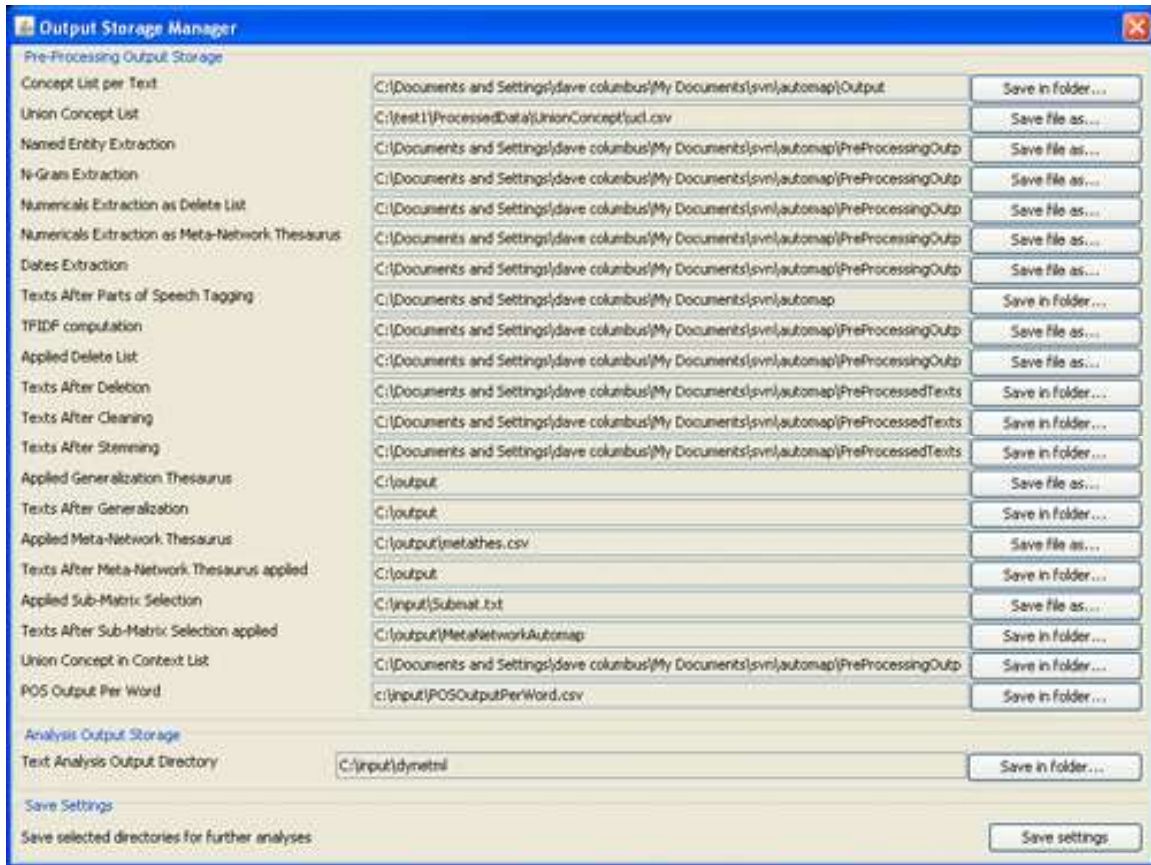 Output Storage Manager
Pre-Processing Output Storage
Concept List per Text C:\Documents and Settings\dave columbus\My Documents\svn\automap\Output Save in folder...
Union Concept List C:\test1\ProcessedData\UnionConcept\ucl.csv Save file as...
Named Entity Extraction C:\Documents and Settings\dave columbus\My Documents\svn\automap\PreProcessingOutp Save file as...
N-Gram Extraction C:\Documents and Settings\dave columbus\My Documents\svn\automap\PreProcessingOutp Save file as...
Numericals Extraction as Delete List C:\Documents and Settings\dave columbus\My Documents\svn\automap\PreProcessingOutp Save file as...
Numericals Extraction as Meta-Network Thesaurus C:\Documents and Settings\dave columbus\My Documents\svn\automap\PreProcessingOutp Save file as...
Dates Extraction C:\Documents and Settings\dave columbus\My Documents\svn\automap\PreProcessingOutp Save file as...
Texts After Parts of Speech Tagging C:\Documents and Settings\dave columbus\My Documents\svn\automap Save in folder...
TFIDF computation C:\Documents and Settings\dave columbus\My Documents\svn\automap\PreProcessingOutp Save file as...
Applied Delete List C:\Documents and Settings\dave columbus\My Documents\svn\automap\PreProcessingOutp Save file as...
Texts After Deletion C:\Documents and Settings\dave columbus\My Documents\svn\automap\PreProcessedTexts Save in folder...
Texts After Cleaning C:\Documents and Settings\dave columbus\My Documents\svn\automap\PreProcessedTexts Save in folder...
Texts After Stemming C:\Documents and Settings\dave columbus\My Documents\svn\automap\PreProcessedTexts Save in folder...
Applied Generalization Thesaurus C:\output Save file as...
Texts After Generalization C:\output Save in folder...
Applied Meta-Network Thesaurus C:\output\metathes.csv Save file as...
Texts After Meta-Network Thesaurus applied C:\output Save in folder...
Applied Sub-Matrix Selection C:\input\Submat.txt Save file as...
Texts After Sub-Matrix Selection applied C:\output\MetaNetworkAutomap Save in folder...
Union Concept in Context List C:\Documents and Settings\dave columbus\My Documents\svn\automap\PreProcessingOutp Save in folder...
POS Output Per Word c:\input\POSOutputPerWord.csv Save in folder...
Analysis Output Storage
Text Analysis Output Directory C:\input\dynetml Save in folder...
Save Settings
Save selected directories for further analyses Save settings